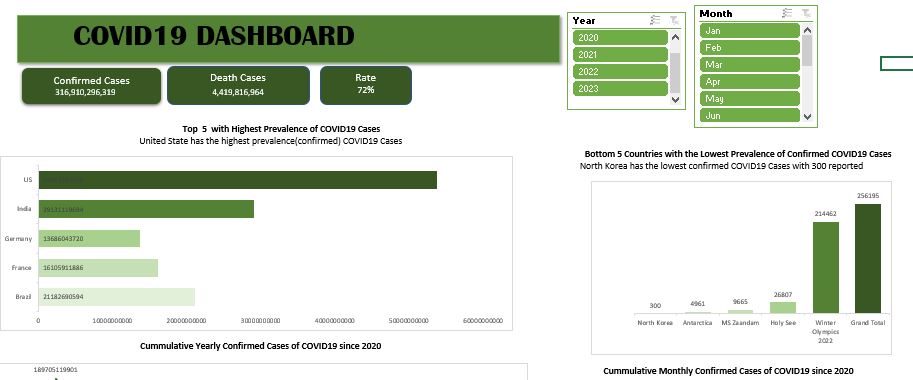 COVID19 DASHBOARD
Confirmed Cases
316,910,296,319
Death Cases
4,419,816,964
Rate
72%
Year
2020
2021
2022
2023
Month
Jan
Feb
Mar
Apr
May
Jun
Top 5 with Highest Prevalence of COVID19 Cases
United State has the highest prevalence(confirmed) COVID19 Cases
US
India
29131119694
Germany
13686043720
France
16105911886
Brazil
21182690594
0
10000000000
20000000000
30000000000
40000000000
50000000000
60000000000
Bottom 5 Countries with the Lowest Prevalence of Confirmed COVID19 Cases
North Korea has the lowest confirmed COVID19 Cases with 300 reported
300
4961
9665
26807
214462
256195
North Korea
Antarctica
MS Zaandam
Holy See
Winter
Olympics
2022
Grand Total
Cummulative Yearly Confirmed Cases of COVID19 since 2020
189705119901
Cummulative Monthly Confirmed Cases of COVID19 since 2020